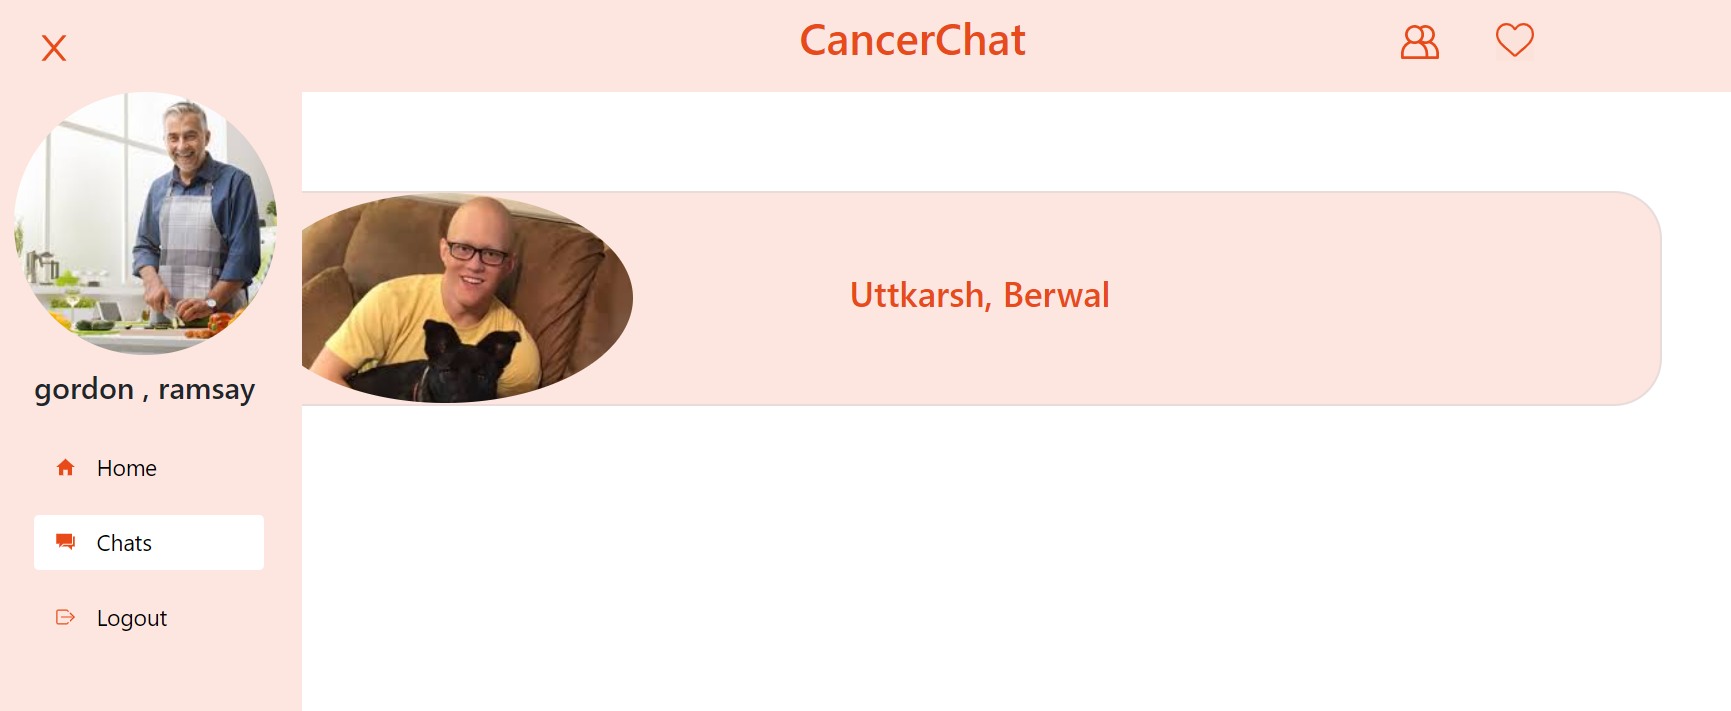 CancerChat
gordon , ramsay
Home
Chats
Logout
Uttkarsh, Berwal